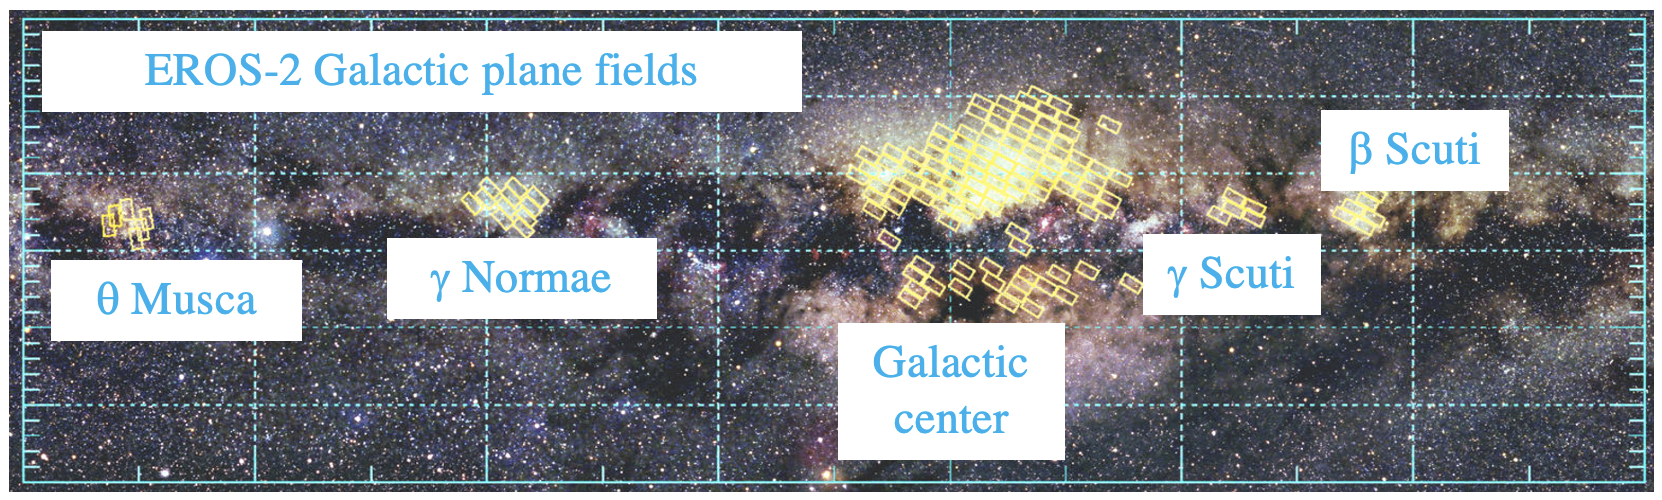 EROS-2 Galactic plane fields
β Scuti
θ Musca
γ Normae
γ Scuti
Galactic
center